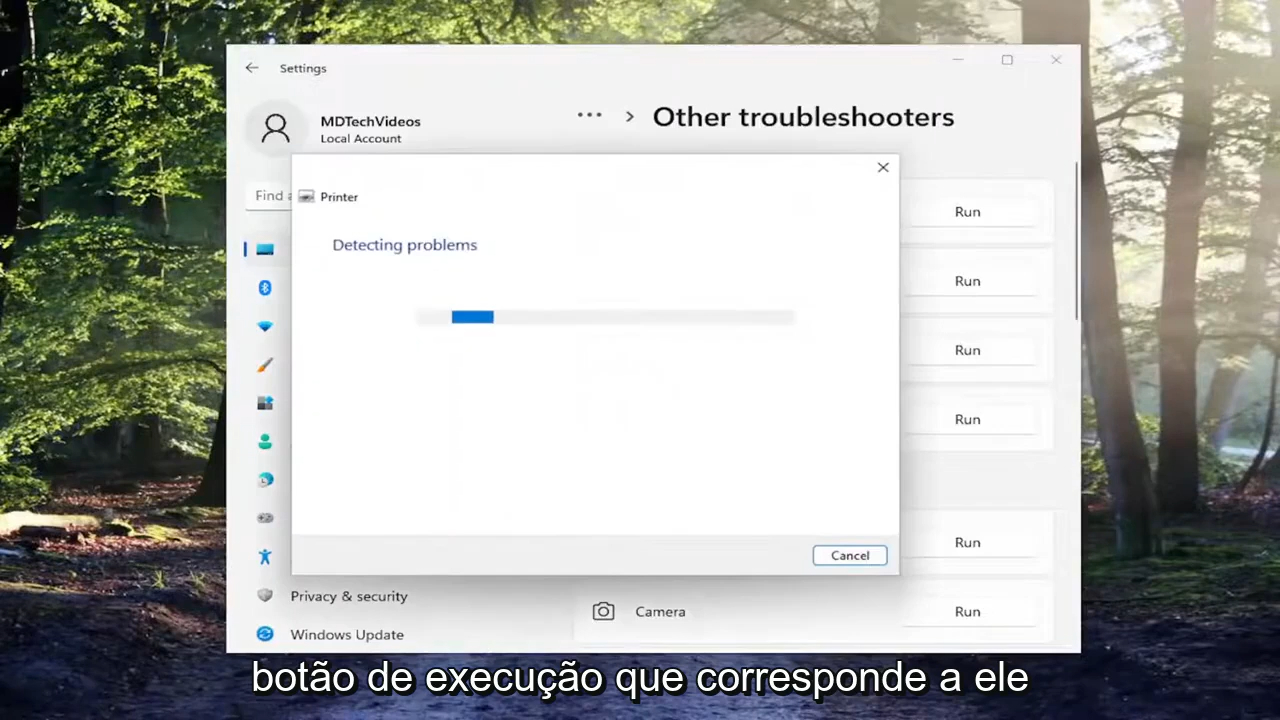 Settings
MDTechVideos
Local Account
Other troubleshooters
Find a
Printer
Detecting problems
Run
Run
Run
Run
Run
Cancel
Privacy & security
Camera
Run
Windows Update
botão de execução que corresponde a ele